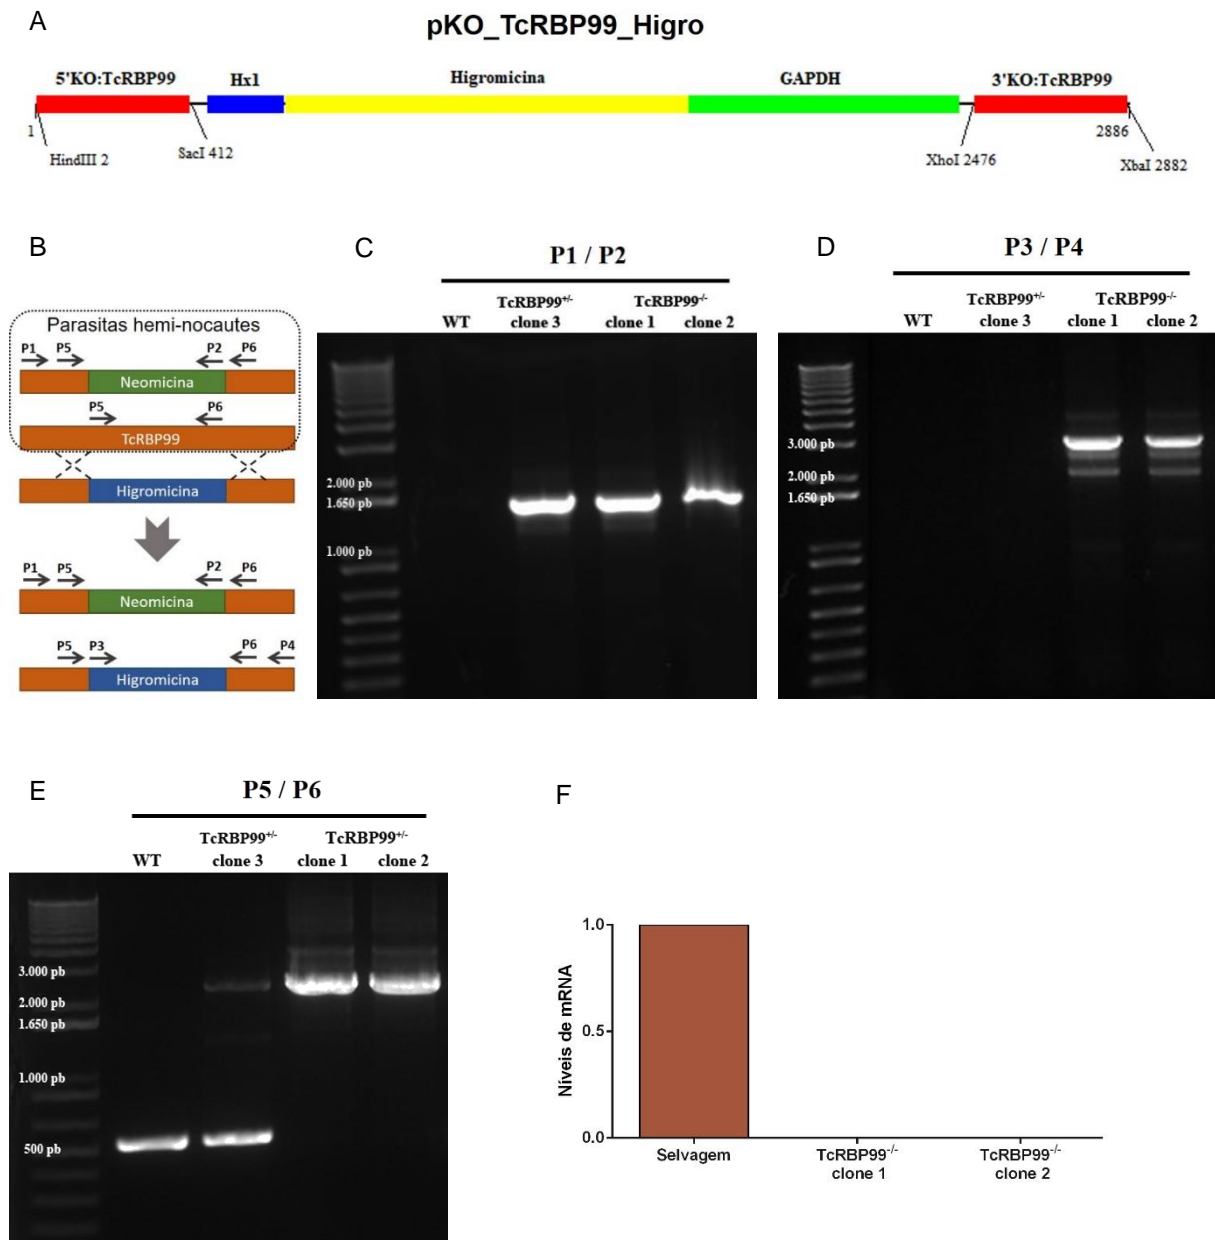 A
pKO_TcRBP99_Higro
5'KO:TcRBP99 Hx1 Higromicina GAPDH 3'KO:TcRBP99
1 2886
HindIII 2 SacI 412 XhoI 2476 XbaI 2882
B
Parasitas hemi-nocautes
P1 P5 P2 P6
Neomicina
P5 P6
TcRBP99
Higromicina
P1 P5 P2 P6
Neomicina
P5 P3 P6 P4
Higromicina
C
P1 / P2
TcRBP99+/- TcRBP99-/-
WT clone 3 clone 1 clone 2
2.000 pb
1.650 pb
1.000 pb
D
P3 / P4
TcRBP99+/- TcRBP99-/-
WT clone 3 clone 1 clone 2
3.000 pb
2.000 pb
1.650 pb
E
P5 / P6
TcRBP99+/- TcRBP99+/-
WT clone 3 clone 1 clone 2
3.000 pb
2.000 pb
1.650 pb
1.000 pb
500 pb
F
Níveis de mRNA
1.0
0.5
0.0
Selvagem TcRBP99-/- TcRBP99-/-
clone 1 clone 2